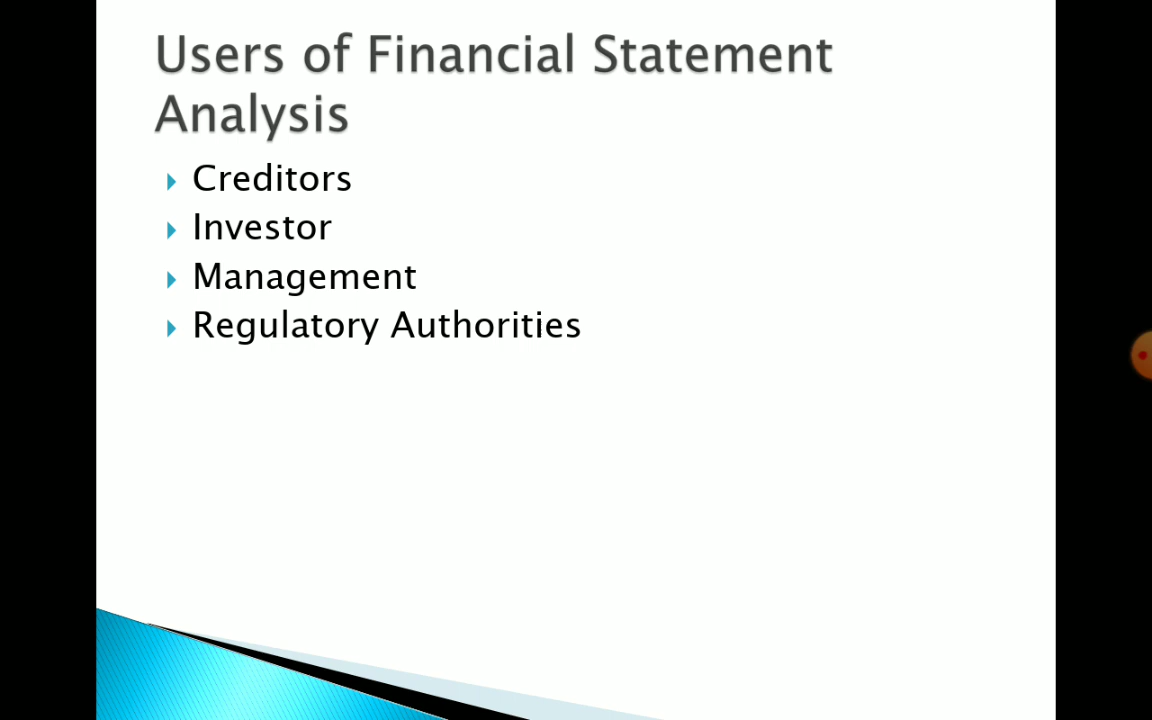 Users of Financial Statement
Analysis
Creditors
Investor
Management
Regulatory Authorities